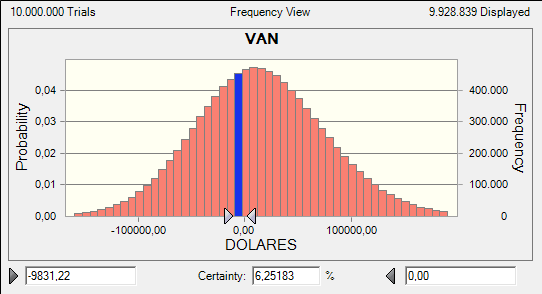 10.000.000 Trials Frequency View 9.928.839 Displayed
VAN
0,04 400.000
0,03 300.000
0,02 200.000
0,01 100.000
0,00 0
Probability
Frequency
-100000,00 0,00 100000,00
DOLARES
-9831,22 Certainty: 6,25183 % 0,00